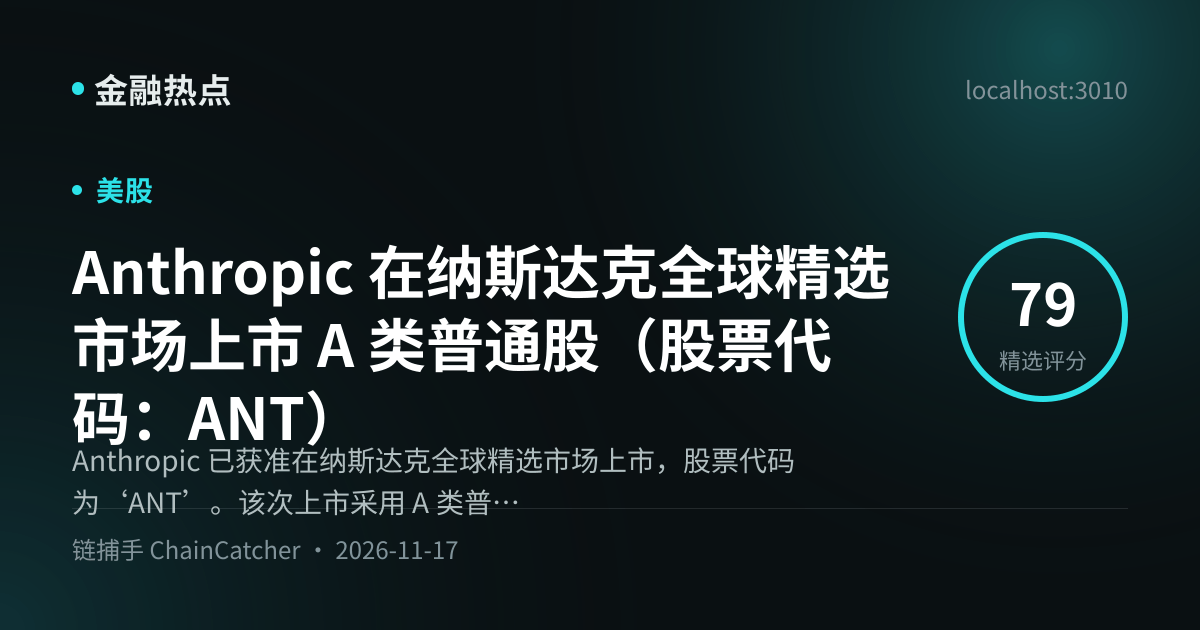 金融热点
localhost:3010
美股
Anthropic 在纳斯达克全球精选
市场上市 A 类普通股（股票代
码：ANT）
79
精选评分
Anthropic 已获准在纳斯达克全球精选市场上市，股票代码
为‘ANT’。该次上市采用 A 类普…
链捕手 ChainCatcher · 2026-11-17